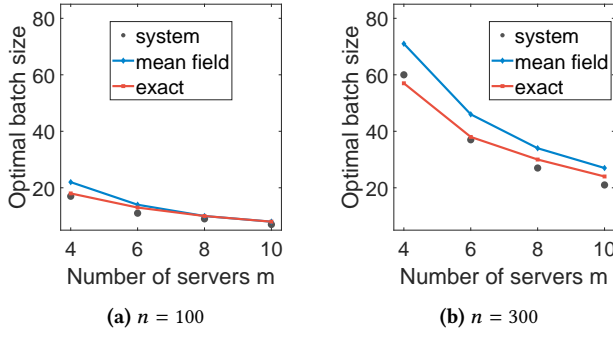 80
60
40
20
4
6
8
10
Optimal batch size
Number of servers m
system
mean field
exact
(a) n = 100
80
60
40
20
4
6
8
10
Optimal batch size
Number of servers m
system
mean field
exact
(b) n = 300